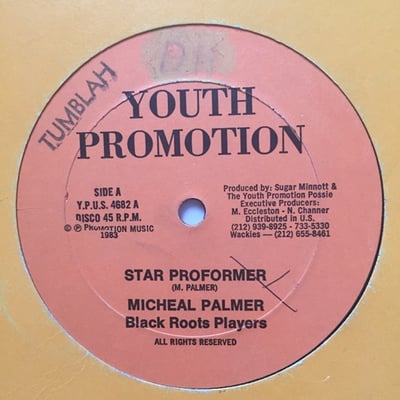 TUMBLAH
DK
YOUTH
PROMOTION
SIDE A
Y.P.U.S. 4682 A
DISCO 45 R.P.M.
© ℗ PROMOTION MUSIC
1983
Produced by: Sugar Minnott &
The Youth Promotion Possie
Executive Producers:
M. Eccleston - N. Channer
Distributed in U.S.
(212) 939-8925 - 733-5330
Wackies – (212) 655-8461
STAR PROFORMER
(M. PALMER)
MICHEAL PALMER
Black Roots Players
ALL RIGHTS RESERVED